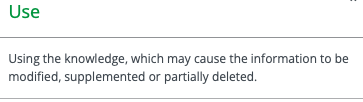 Use
Using the knowledge, which may cause the information to be
modified, supplemented or partially deleted.